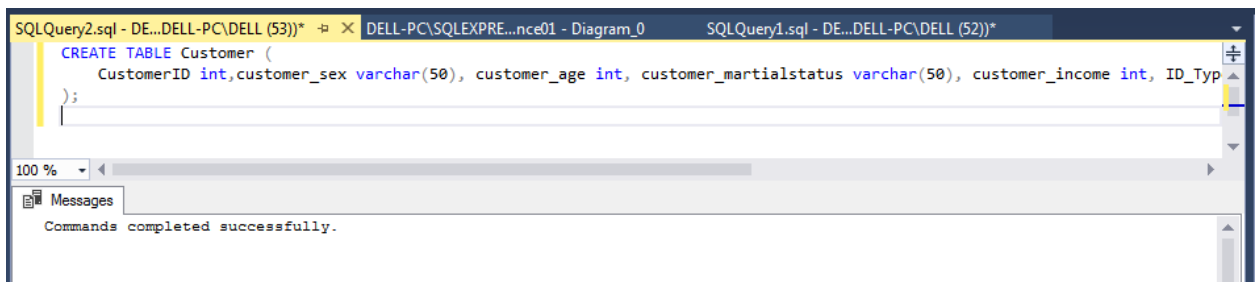 SQLQuery2.sql - DE...DELL-PC\DELL (53))* DELL-PC\SQLEXPRE...nce01 - Diagram_0 SQLQuery1.sql - DE...DELL-PC\DELL (52))*
CREATE TABLE Customer (
CustomerID int,customer_sex varchar(50), customer_age int, customer_martialstatus varchar(50), customer_income int, ID_Typ
);
100 %
Messages
Commands completed successfully.